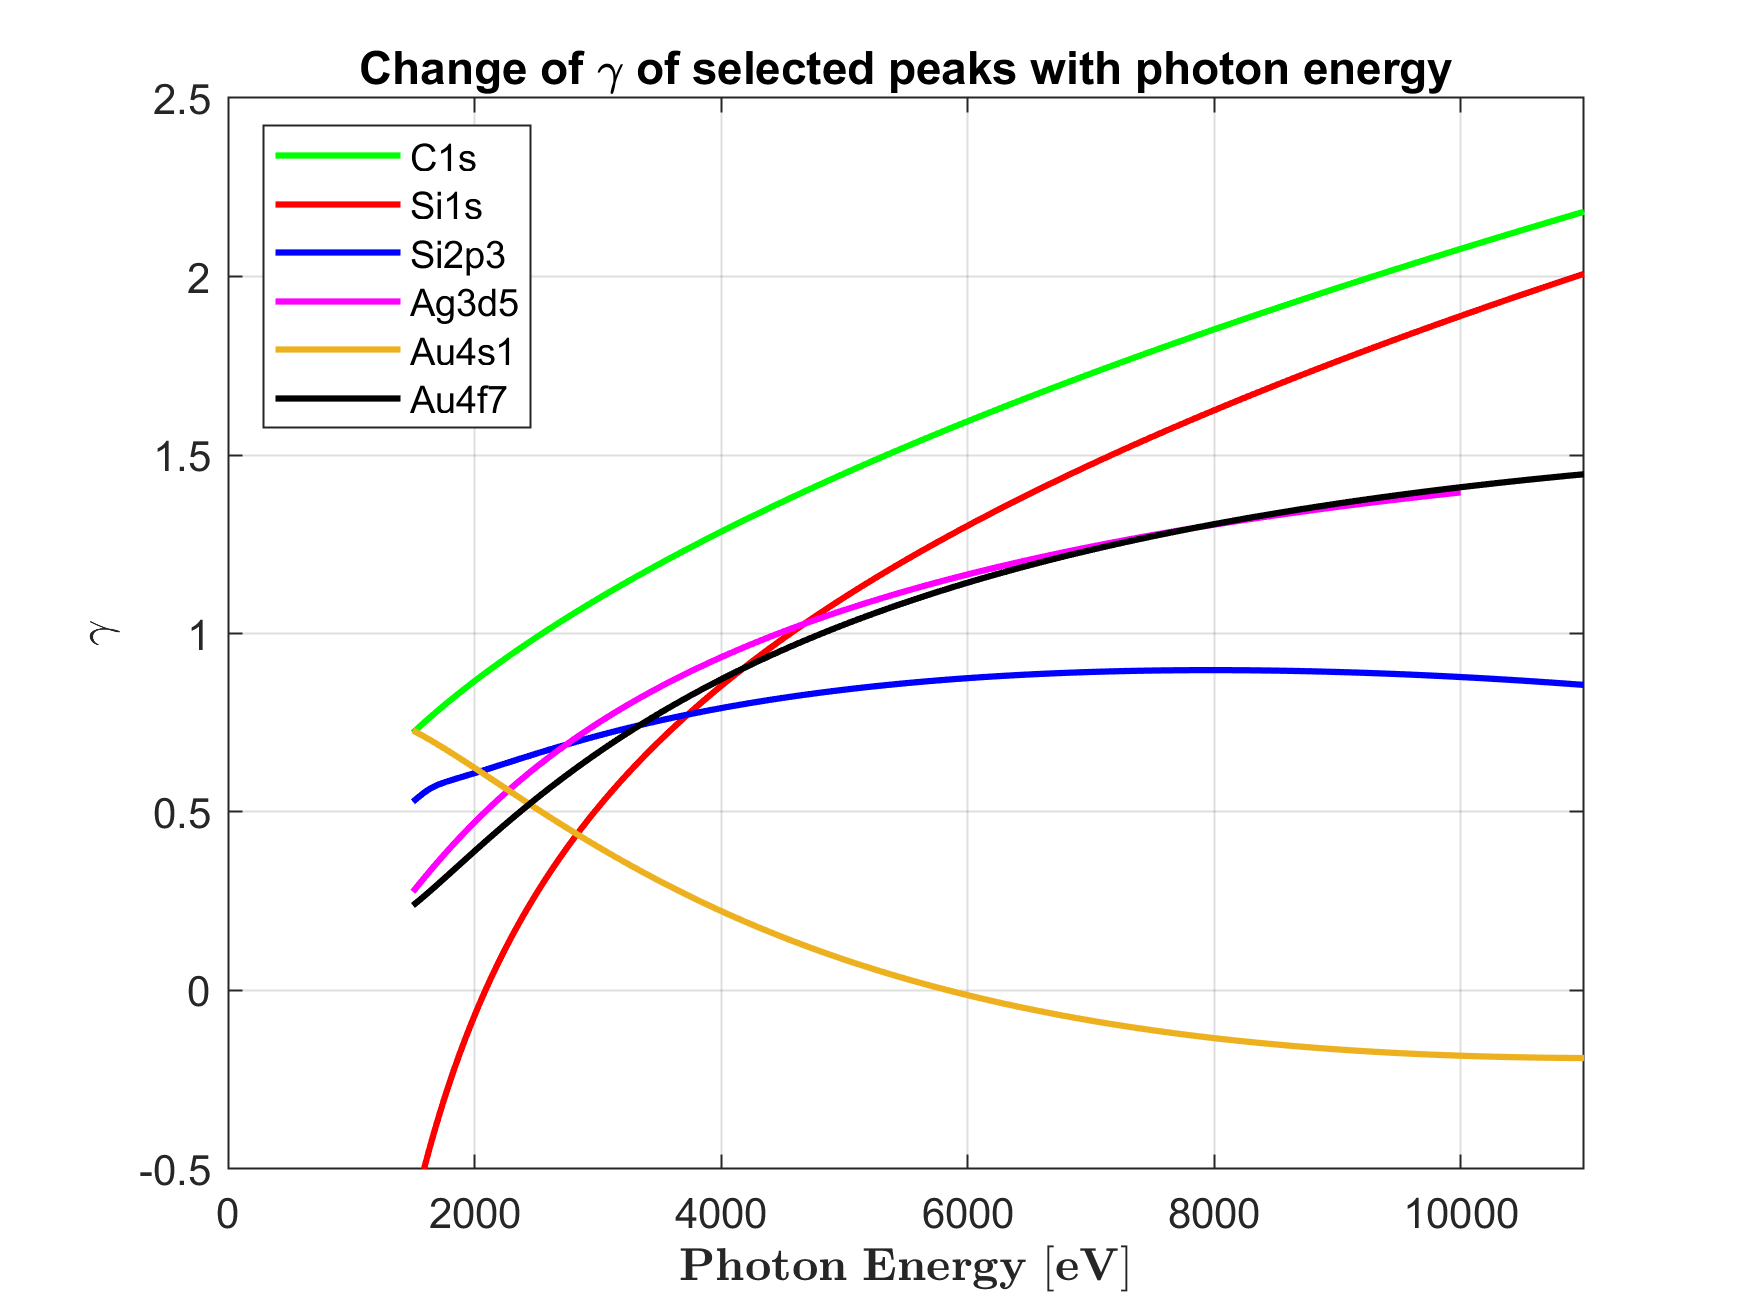 Change of γ of selected peaks with photon energy
2.5
2
1.5
1
0.5
0
-0.5
γ
C1s
Si1s
Si2p3
Ag3d5
Au4s1
Au4f7
0 2000 4000 6000 8000 10000
Photon Energy [eV]